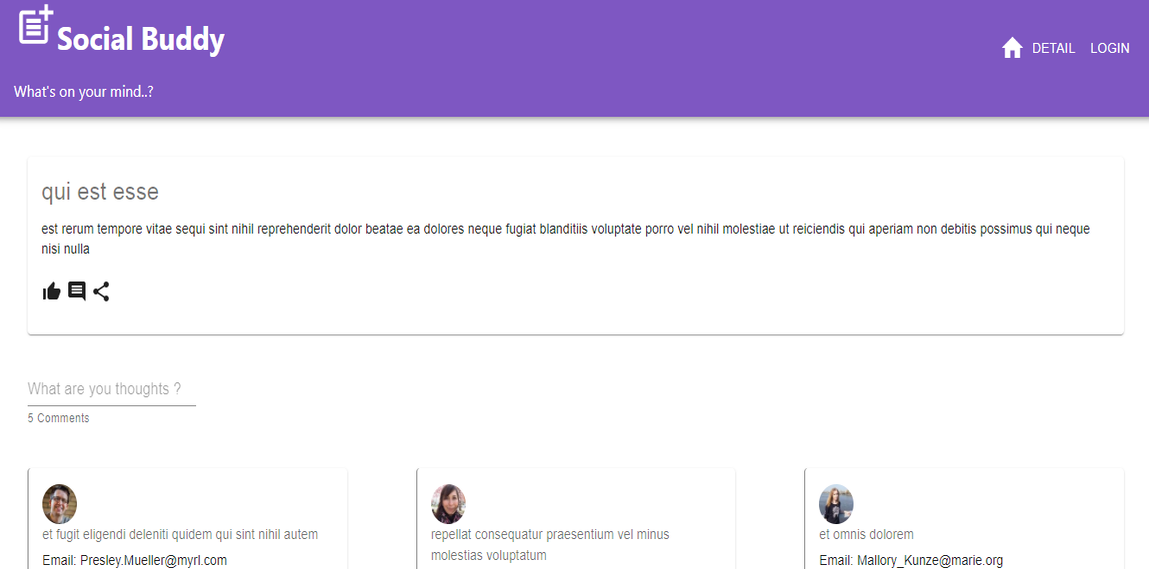 Social Buddy
DETAIL LOGIN
What's on your mind..?
qui est esse
est rerum tempore vitae sequi sint nihil reprehenderit dolor beatae ea dolores neque fugiat blanditiis voluptate porro vel nihil molestiae ut reiciendis qui aperiam non debitis possimus qui neque
nisi nulla
What are you thoughts ?
5 Comments
et fugit eligendi deleniti quidem qui sint nihil autem
Email: Presley.Mueller@myrl.com
repellat consequatur praesentium vel minus
molestias voluptatum
et omnis dolorem
Email: Mallory_Kunze@marie.org